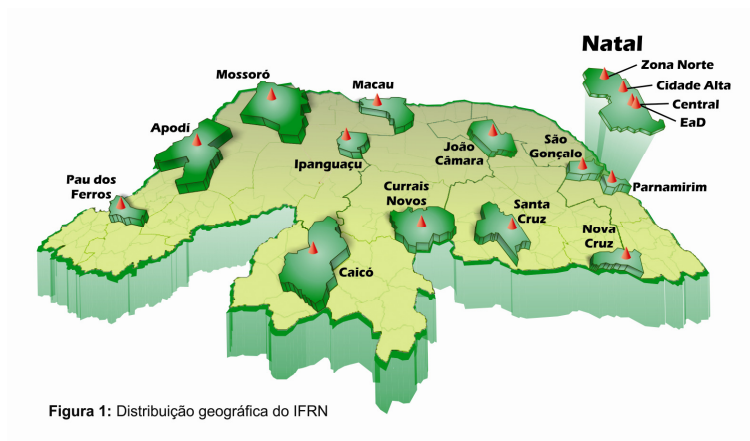 Natal
Zona Norte
Cidade Alta
Central
EaD
Mossoró
Macau
Apodí
Ipanguaçu
João
Câmara
São
Gonçalo
Parnamirim
Pau dos
Ferros
Currais
Novos
Santa
Cruz
Nova
Cruz
Caicó
Figura 1: Distribuição geográfica do IFRN